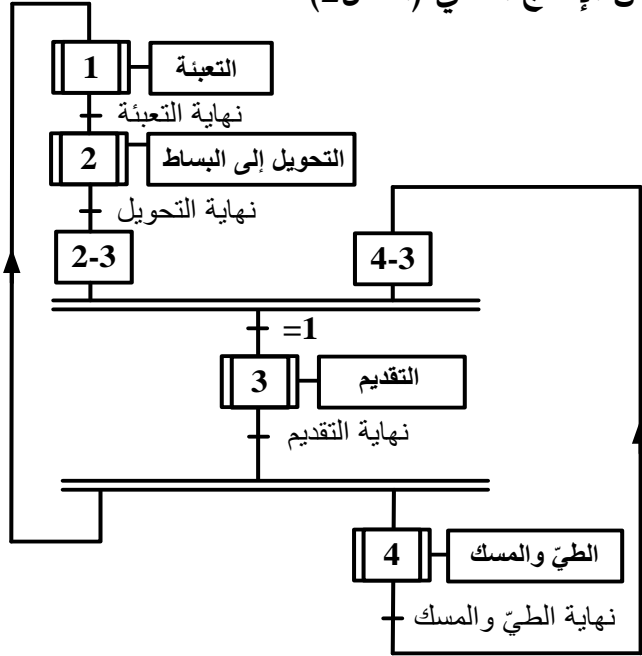 1 التعبئة
نهاية التعبئة
2 التحويل إلى البساط
نهاية التحويل
2-3 4-3
=1
3 التقديم
نهاية التقديم
4 الطيّ والمسك
نهاية الطيّ والمسك